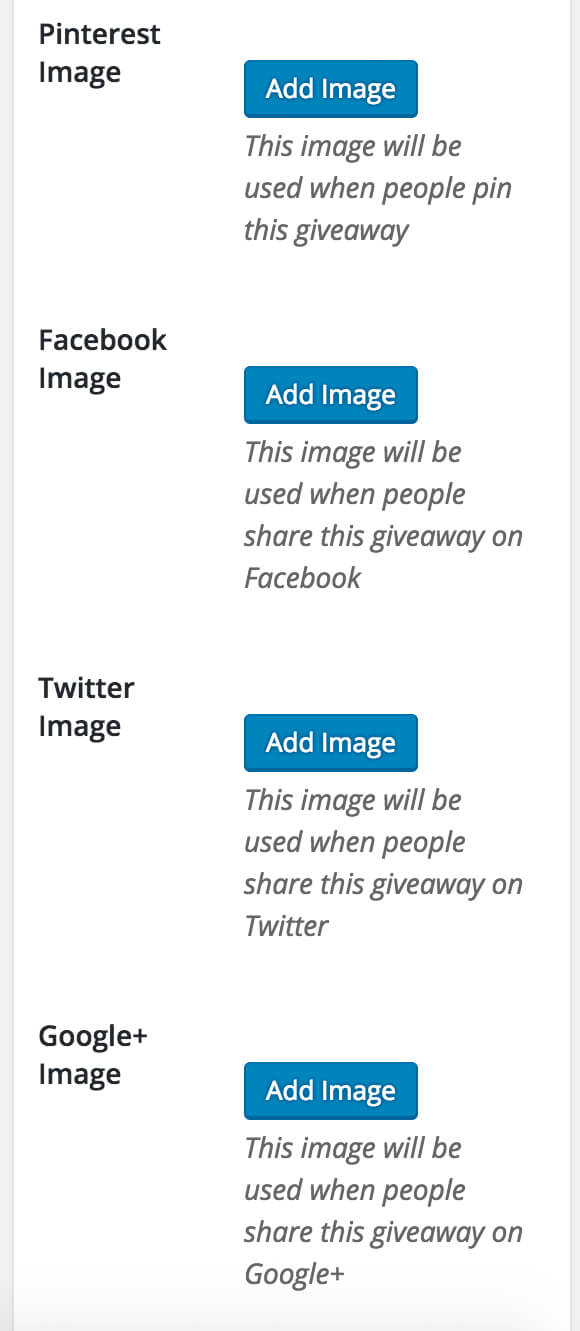 Pinterest
Image
Add Image
This image will be
used when people pin
this giveaway
Facebook
Image
Add Image
This image will be
used when people
share this giveaway on
Facebook
Twitter
Image
Add Image
This image will be
used when people
share this giveaway on
Twitter
Google+
Image
Add Image
This image will be
used when people
share this giveaway on
Google+